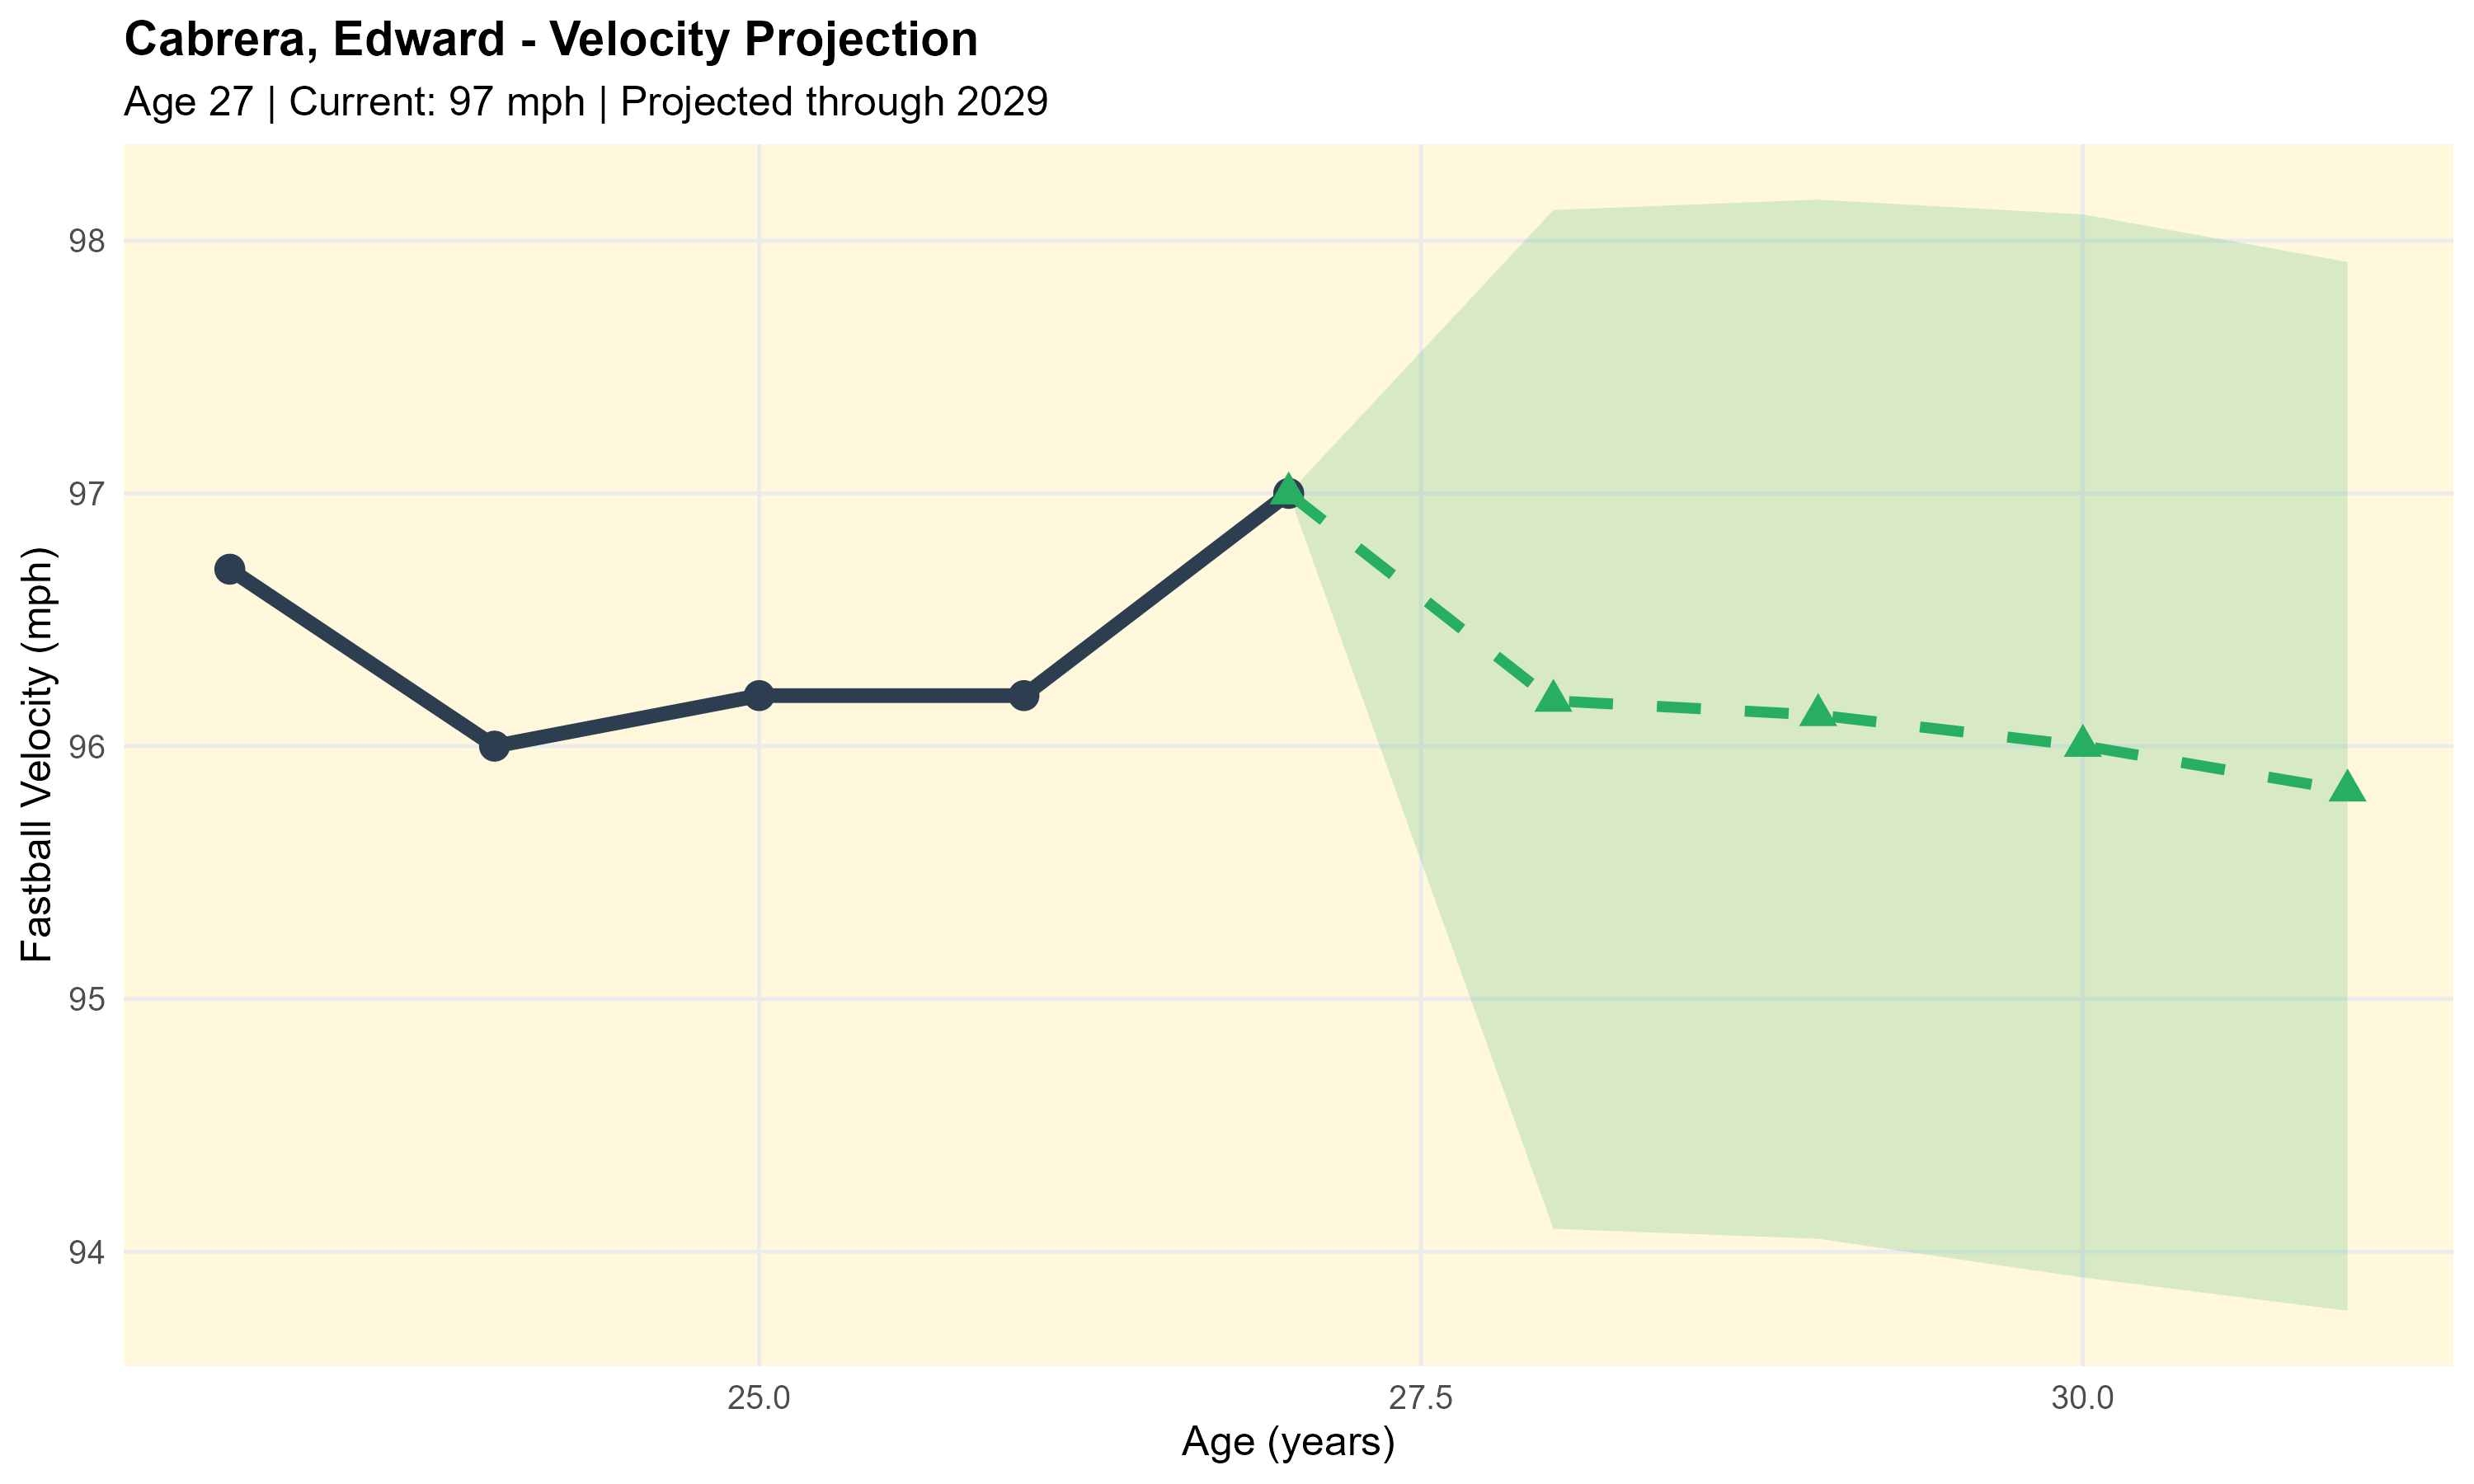 Cabrera, Edward - Velocity Projection
Age 27 | Current: 97 mph | Projected through 2029
Fastball Velocity (mph)
98
97
96
95
94
25.0
27.5
30.0
Age (years)